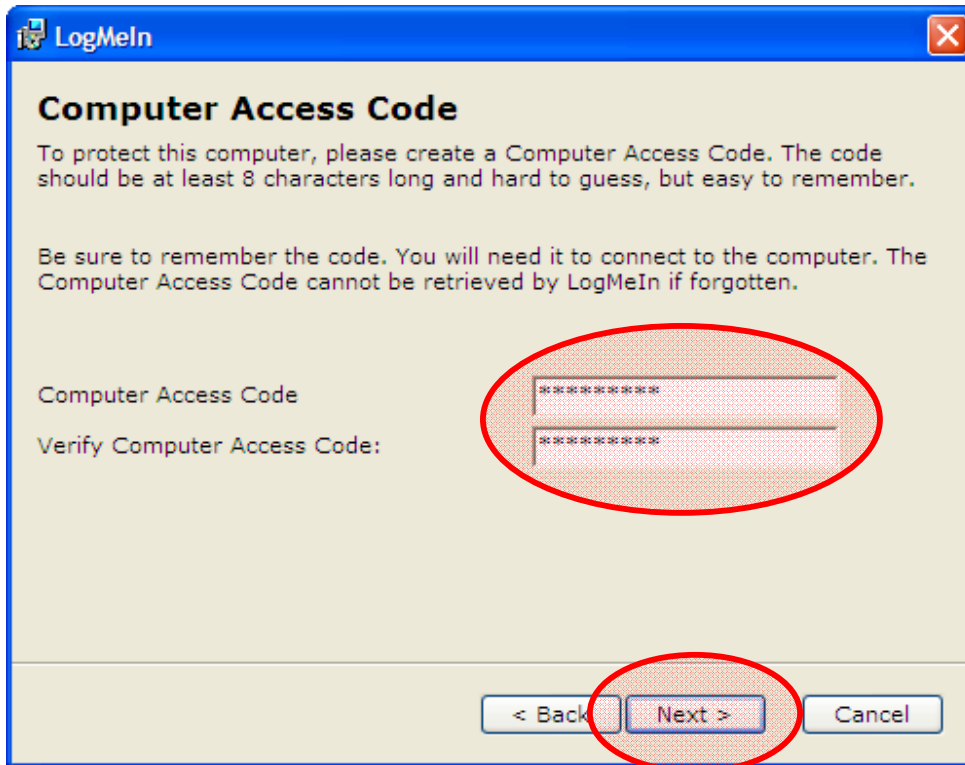 LogMeIn
Computer Access Code
To protect this computer, please create a Computer Access Code. The code
should be at least 8 characters long and hard to guess, but easy to remember.
Be sure to remember the code. You will need it to connect to the computer. The
Computer Access Code cannot be retrieved by LogMeIn if forgotten.
Computer Access Code *********
Verify Computer Access Code: *********
< Back Next > Cancel